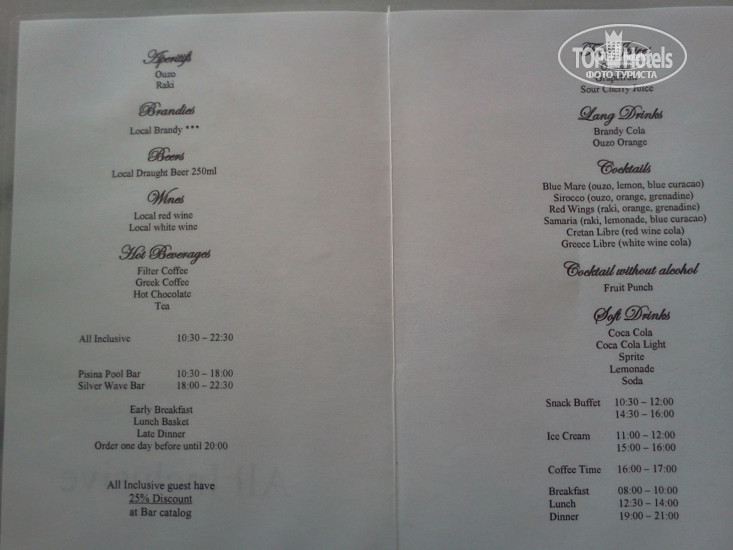 Aperitifs
Ouzo
Raki
Brandies
Local Brandy ***
Beers
Local Draught Beer 250ml
Wines
Local red wine
Local white wine
Hot Beverages
Filter Coffee
Greek Coffee
Hot Chocolate
Tea
All Inclusive 10:30 – 22:30
Pisina Pool Bar 10:30 – 18:00
Silver Wave Bar 18:00 – 22:30
Early Breakfast
Lunch Basket
Late Dinner
Order one day before until 20:00
All Inclusive guest have
25% Discount
at Bar catalog
TOP Hotels
ФОТО ТУРИСТА
Sour Cherry Juice
Lang Drinks
Brandy Cola
Ouzo Orange
Cocktails
Blue Mare (ouzo, lemon, blue curacao)
Sirocco (ouzo, orange, grenadine)
Red Wings (raki, orange, grenadine)
Samaria (raki, lemonade, blue curacao)
Cretan Libre (red wine cola)
Greece Libre (white wine cola)
Cocktail without alcohol
Fruit Punch
Soft Drinks
Coca Cola
Coca Cola Light
Sprite
Lemonade
Soda
Snack Buffet 10:30 – 12:00
14:30 – 16:00
Ice Cream 11:00 – 12:00
15:00 – 16:00
Coffee Time 16:00 – 17:00
Breakfast 08:00 – 10:00
Lunch 12:30 – 14:00
Dinner 19:00 – 21:00